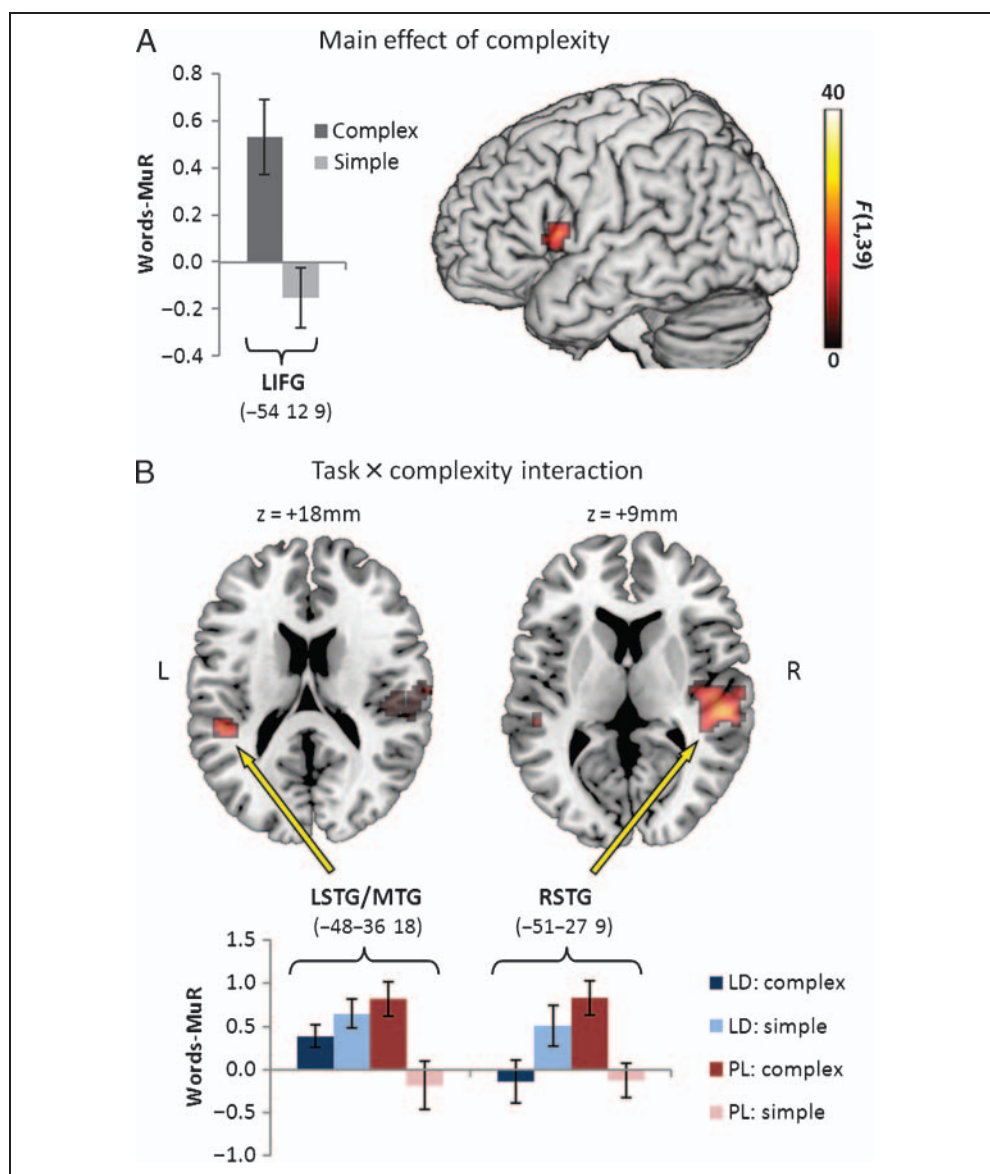 A
Main effect of complexity
0.8
0.6
0.4
0.2
0.0
−0.2
−0.4
Words-MuR
Complex
Simple
LIFG
(−54 12 9)
40
F(1,39)
0
B
Task × complexity interaction
z = +18mm
z = +9mm
L
R
LSTG/MTG
(−48−36 18)
RSTG
(−51−27 9)
1.5
1.0
0.5
0.0
−0.5
−1.0
Words-MuR
LD: complex
LD: simple
PL: complex
PL: simple